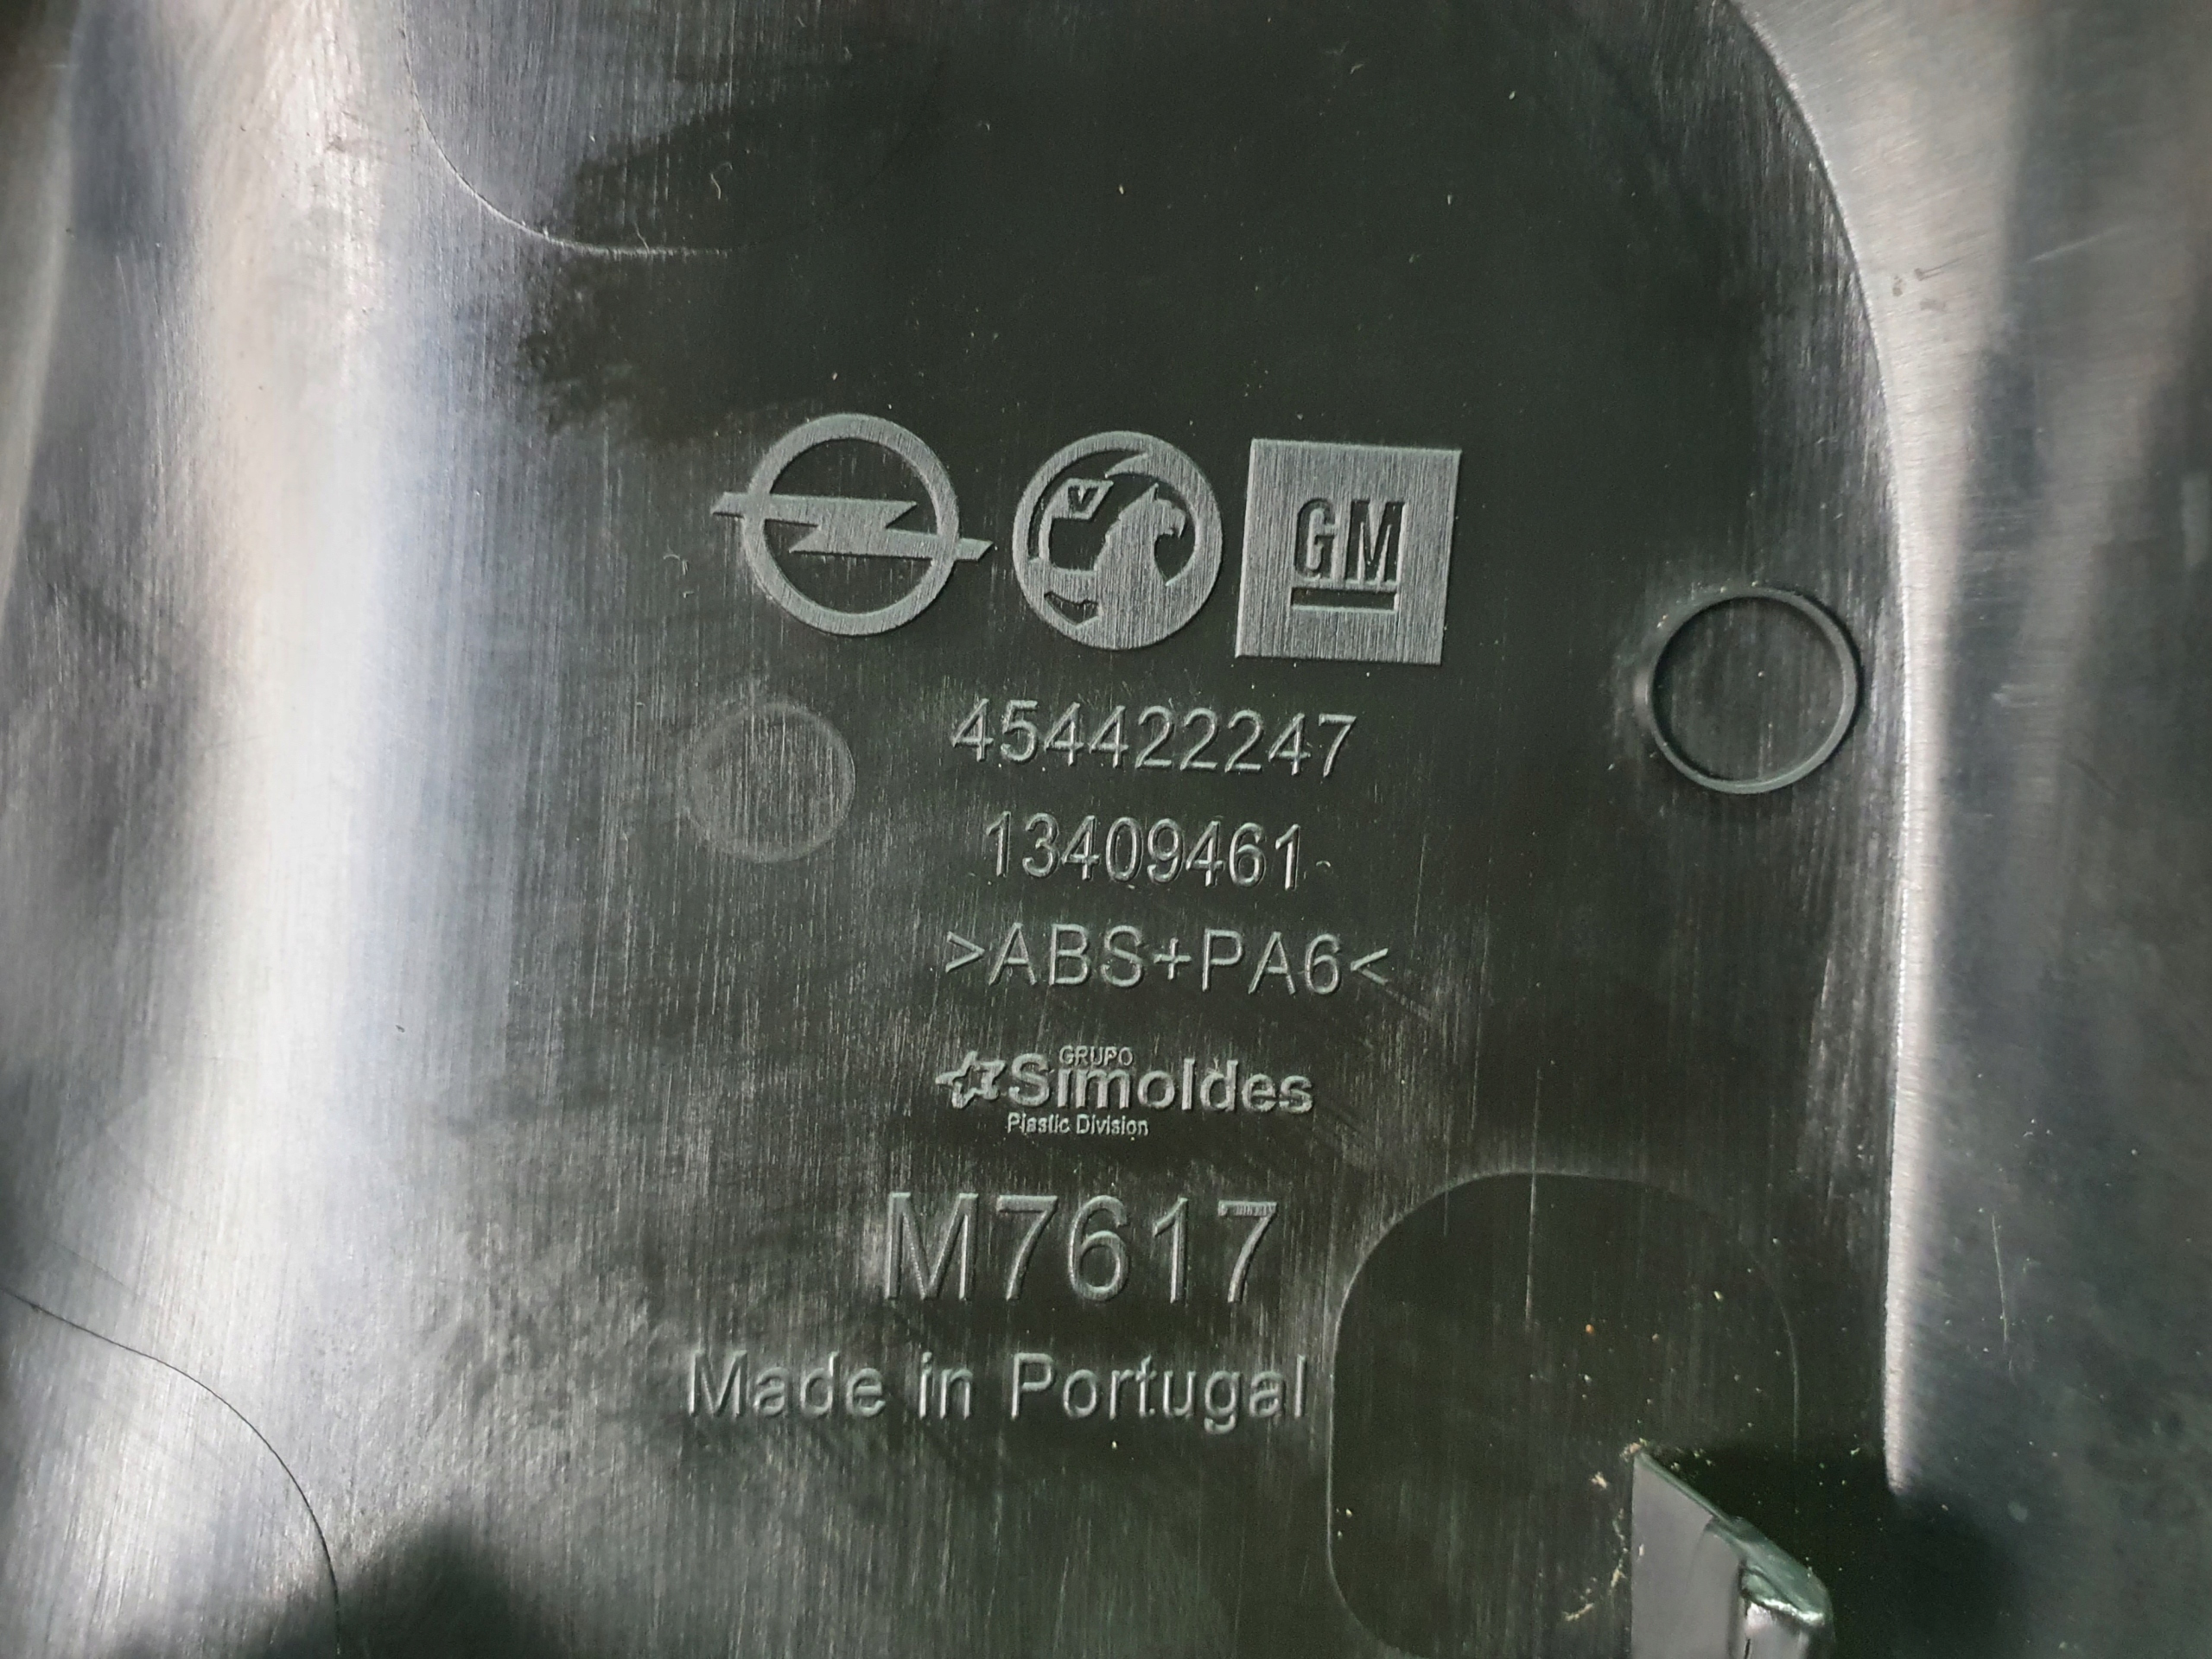 V
GM
454422247
13409461
>ABS+PA6<
GRUPO
Simoldes
Plastic Division
M7617
Made in Portugal